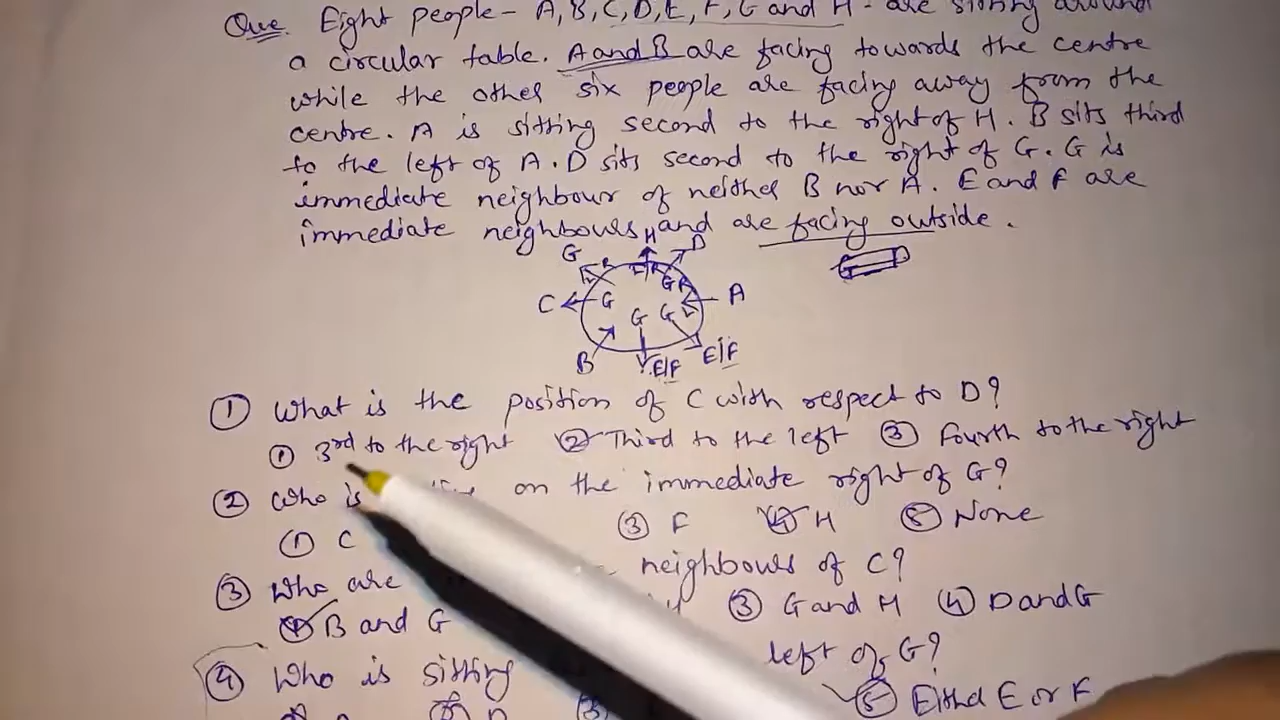 Que. Eight people - A, B, C, D, E, F, G and H - are sitting around
a circular table. A and B are facing towards the centre
while the other six people are facing away from the
centre. A is sitting second to the right of H. B sits third
to the left of A. D sits second to the right of G. G is
immediate neighbour of neither B nor A. E and F are
immediate neighbours and are facing outside.
H
G D
C G A
G G
B E/F E/F
① What is the position of C with respect to D?
① 3rd to the right ② Third to the left ③ Fourth to the right
② Who is on the immediate right of G?
① C ③ F ④ H ⑤ None
③ Who are neighbours of C?
① B and G ③ G and H ④ D and G
④ Who is sitting left of G?
⑤ Either E or F